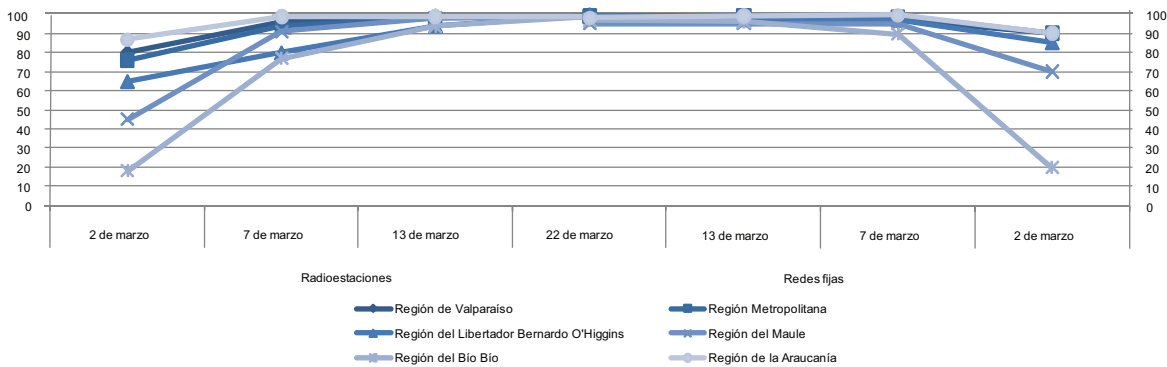 100 100
90 90
80 80
70 70
60 60
50 50
40 40
30 30
20 20
10 10
0 0
2 de marzo 7 de marzo 13 de marzo 22 de marzo 13 de marzo 7 de marzo 2 de marzo
Radioestaciones Redes fijas
Región de Valparaíso Región Metropolitana
Región del Libertador Bernardo O'Higgins Región del Maule
Región del Bío Bío Región de la Araucanía